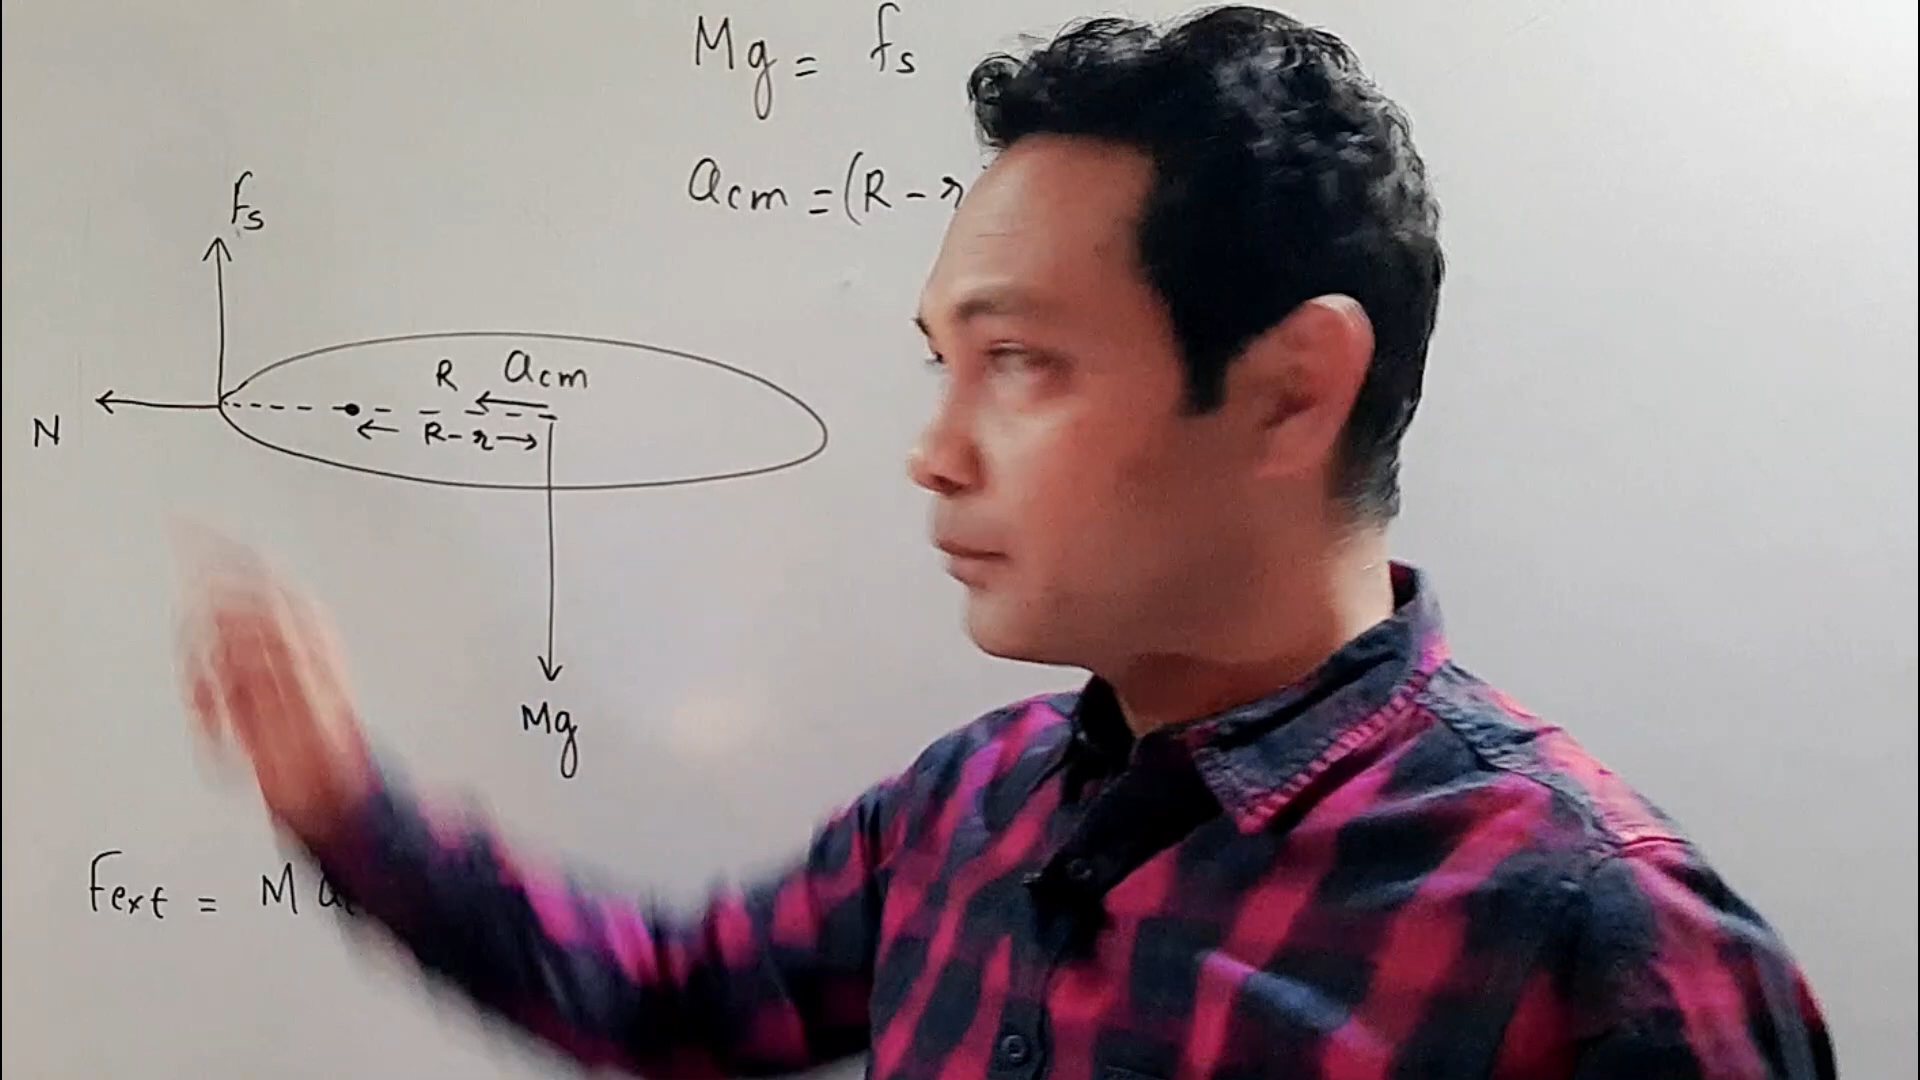 Mg = fs
acm = (R - r
fs
R acm
R - r
N
Mg
Fext = M a